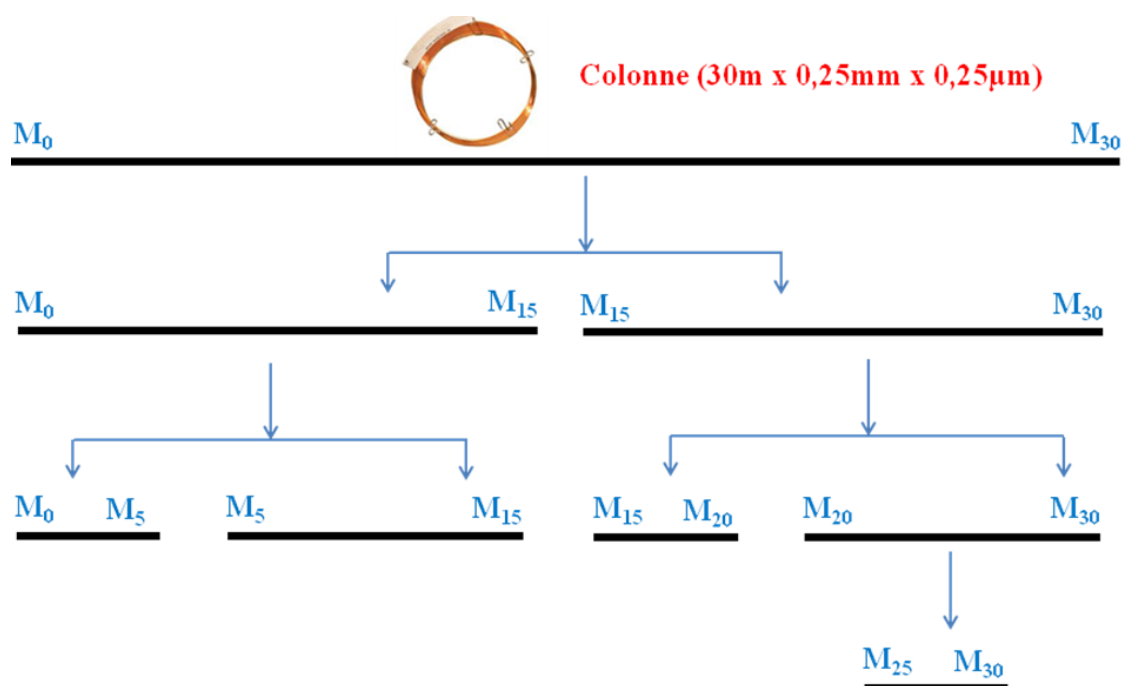 Colonne (30m x 0,25mm x 0,25µm)
M₀ M₃₀
M₀ M₁₅ M₁₅ M₃₀
M₀ M₅ M₅ M₁₅ M₁₅ M₂₀ M₂₀ M₃₀
M₂₅ M₃₀